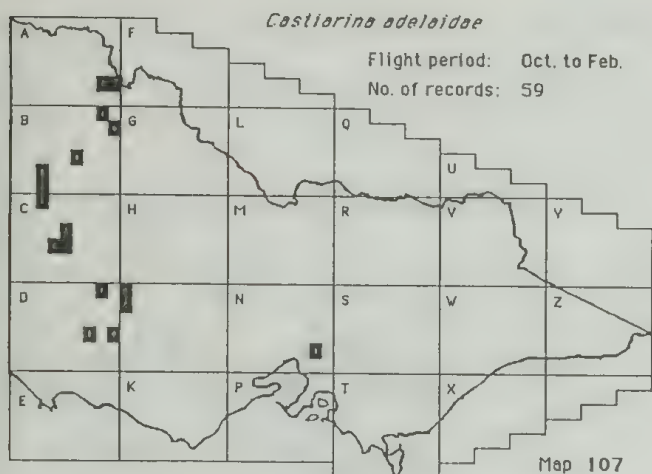 Castiarina adelaidae
A F
Flight period: Oct. to Feb.
No. of records: 59
B G L Q
U
C H M R V Y
D N S W Z
E K P T X
Map 107